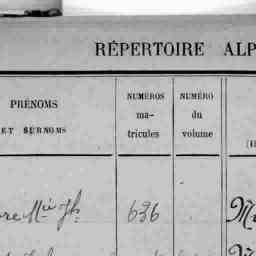 RÉPERTOIRE ALP
PRÉNOMS
ET SURNOMS
NUMÉROS
ma-
tricules
NUMÉRO
du
volume
636